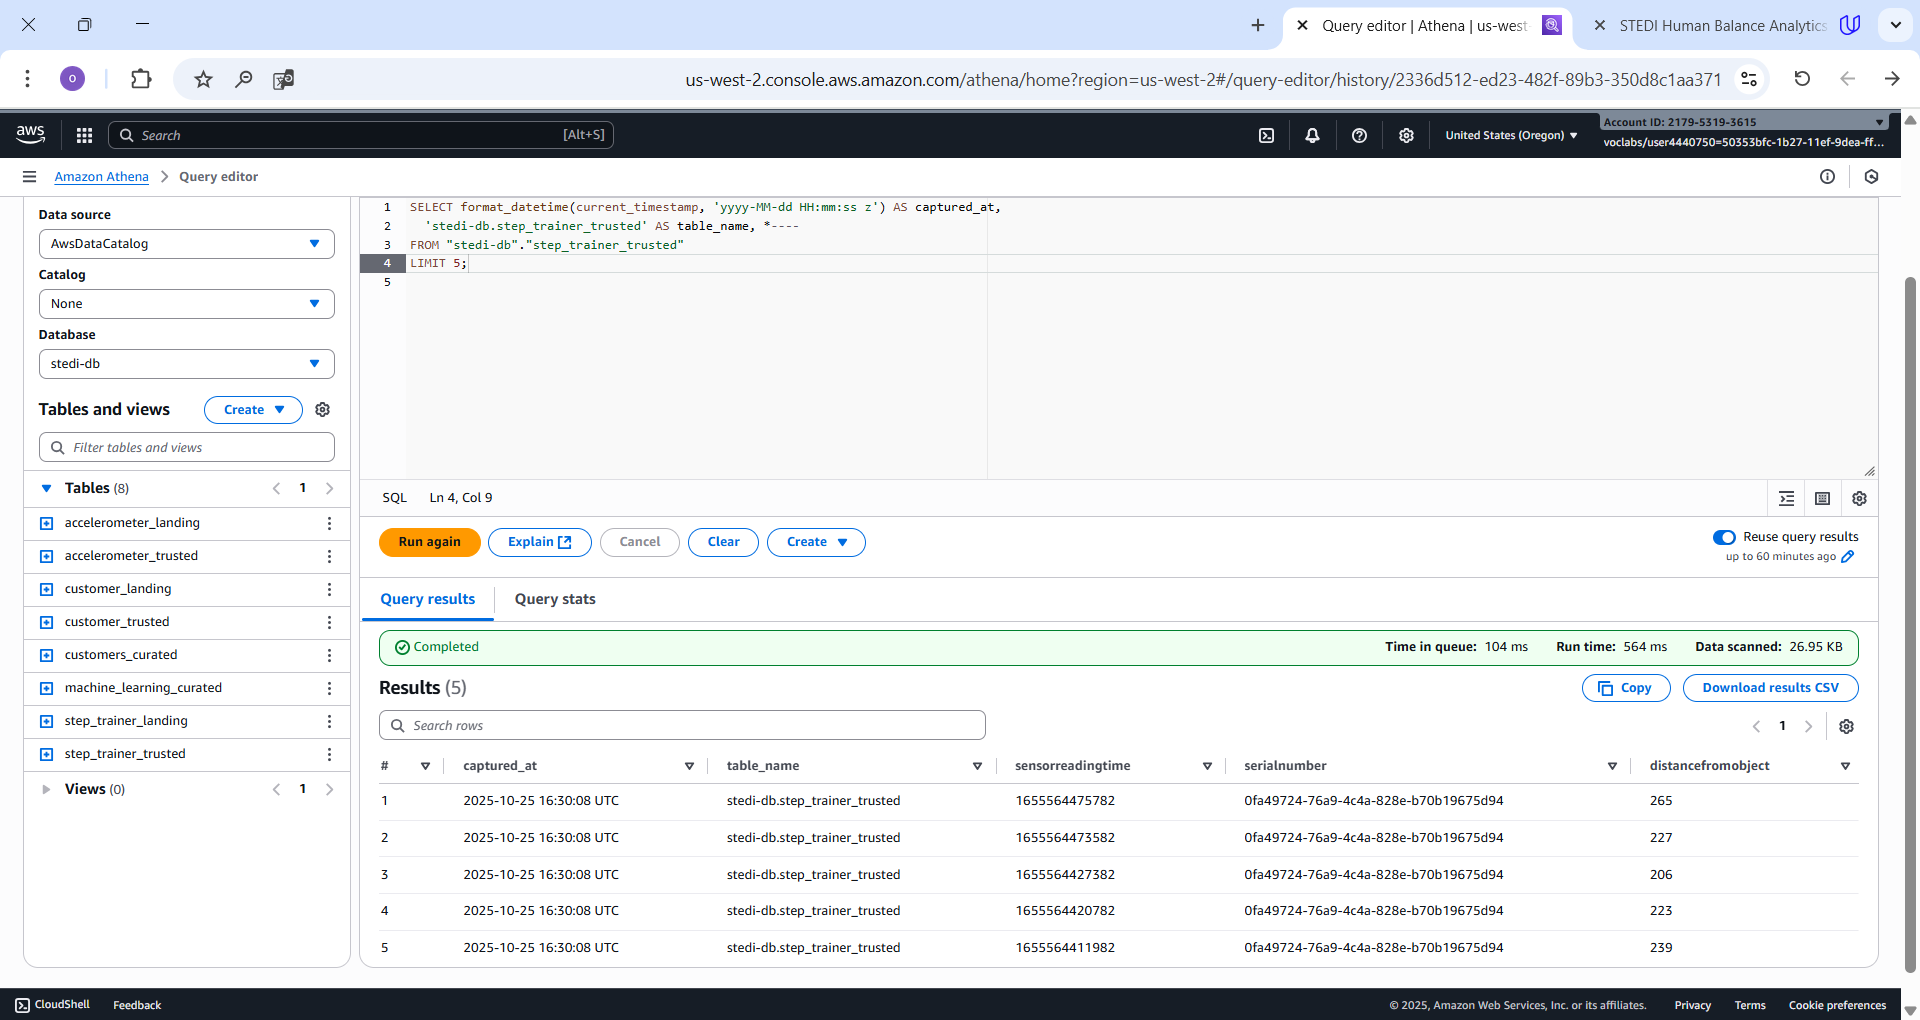 Query editor | Athena | us-west-
STEDI Human Balance Analytics
O
us-west-2.console.aws.amazon.com/athena/home?region=us-west-2#/query-editor/history/2336d512-ed23-482f-89b3-350d8c1aa371
aws
Search
[Alt+S]
United States (Oregon)
Account ID: 2179-5319-3615
voclabs/user4440750=50353bfc-1b27-11ef-9dea-ff...
Amazon Athena
Query editor
Data source
AwsDataCatalog
Catalog
None
Database
stedi-db
Tables and views
Create
Filter tables and views
Tables (8)
1
accelerometer_landing
accelerometer_trusted
customer_landing
customer_trusted
customers_curated
machine_learning_curated
step_trainer_landing
step_trainer_trusted
Views (0)
1
1 SELECT format_datetime(current_timestamp, 'yyyy-MM-dd HH:mm:ss z') AS captured_at,
2 'stedi-db.step_trainer_trusted' AS table_name, *----
3 FROM "stedi-db"."step_trainer_trusted"
4 LIMIT 5;
5
SQL Ln 4, Col 9
Run again
Explain
Cancel
Clear
Create
Reuse query results
up to 60 minutes ago
Query results
Query stats
Completed
Time in queue: 104 ms
Run time: 564 ms
Data scanned: 26.95 KB
Results (5)
Copy
Download results CSV
Search rows
1
# captured_at table_name sensorreadingtime serialnumber distancefromobject
1 2025-10-25 16:30:08 UTC stedi-db.step_trainer_trusted 1655564475782 0fa49724-76a9-4c4a-828e-b70b19675d94 265
2 2025-10-25 16:30:08 UTC stedi-db.step_trainer_trusted 1655564473582 0fa49724-76a9-4c4a-828e-b70b19675d94 227
3 2025-10-25 16:30:08 UTC stedi-db.step_trainer_trusted 1655564427382 0fa49724-76a9-4c4a-828e-b70b19675d94 206
4 2025-10-25 16:30:08 UTC stedi-db.step_trainer_trusted 1655564420782 0fa49724-76a9-4c4a-828e-b70b19675d94 223
5 2025-10-25 16:30:08 UTC stedi-db.step_trainer_trusted 1655564411982 0fa49724-76a9-4c4a-828e-b70b19675d94 239
CloudShell
Feedback
© 2025, Amazon Web Services, Inc. or its affiliates.
Privacy
Terms
Cookie preferences